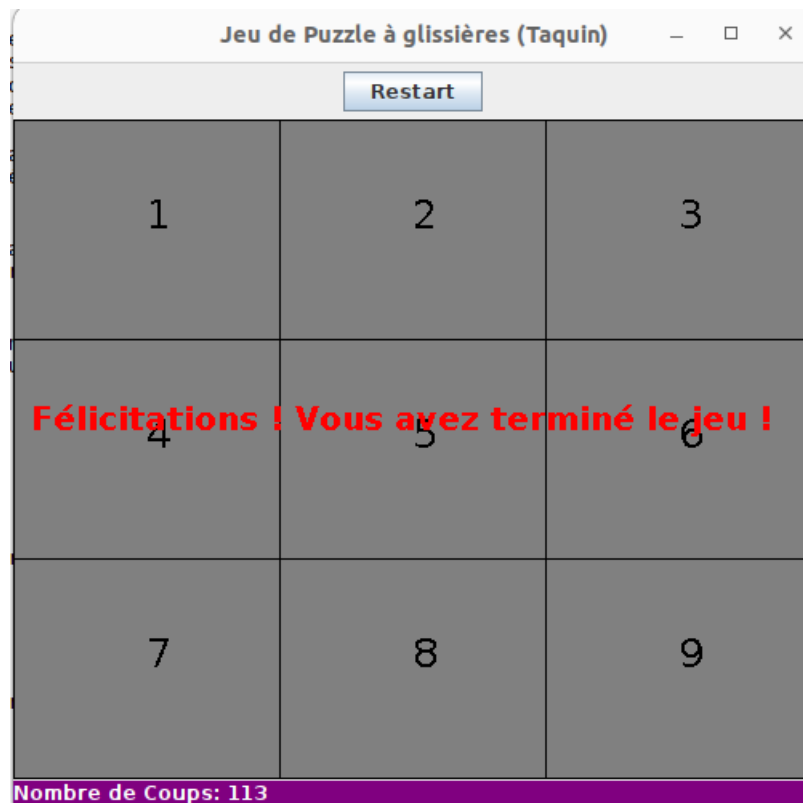 Jeu de Puzzle à glissières (Taquin)
Restart
1 2 3
Félicitations ! Vous avez terminé le jeu !
4 5 6
7 8 9
Nombre de Coups: 113